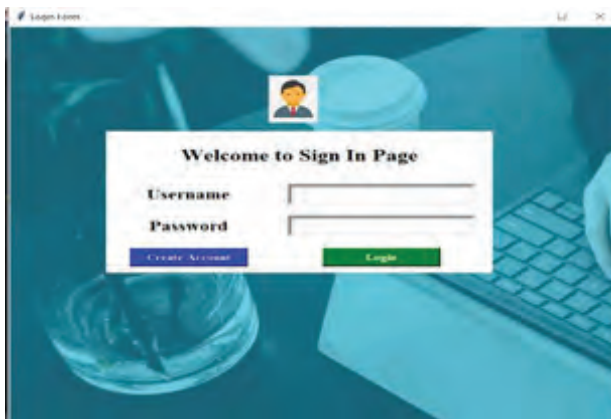 Login Form
Welcome to Sign In Page
Username
Password
Create Account
Login